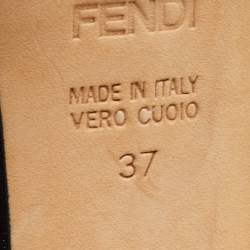 FENDI
MADE IN ITALY
VERO CUOIO
37